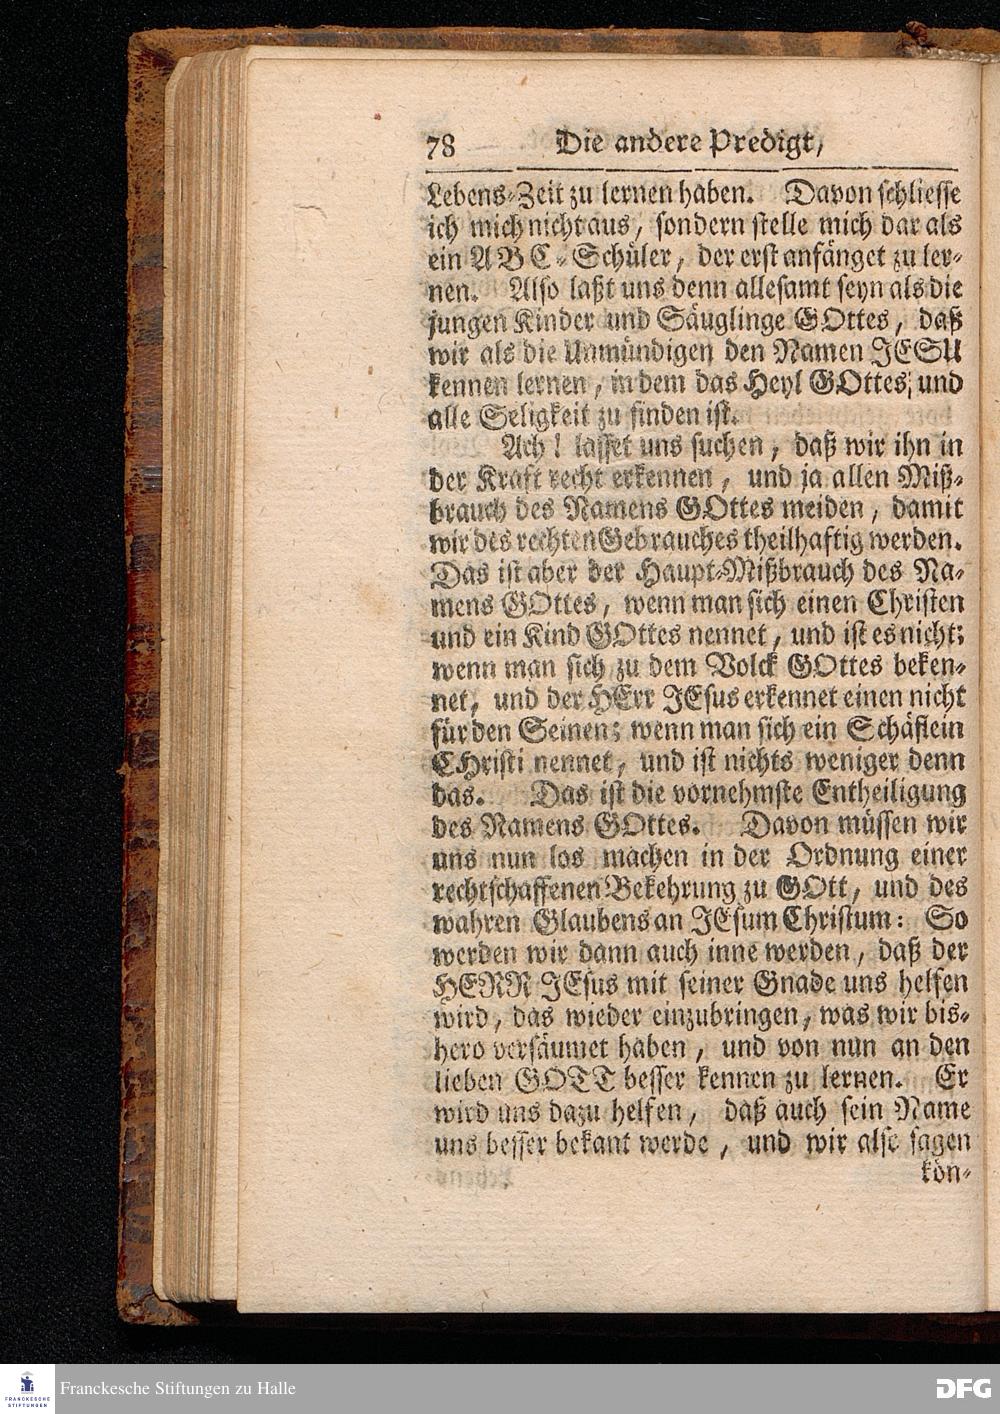 78 Die andere Predigt,
Lebens-Zeit zu lernen haben. Davon schliesse
ich mich nicht aus, sondern stelle mich dar als
ein ABC-Schüler, der erst anfänget zu ler-
nen. Also laßt uns denn allesamt seyn als die
jungen Kinder und Säuglinge GOttes, daß
wir als die Unmündigen den Namen JESU
kennen lernen, in dem das Heyl GOttes, und
alle Seligkeit zu finden ist.
Ach! lasset uns suchen, daß wir ihn in
der Kraft recht erkennen, und ja allen Miß-
brauch des Namens GOttes meiden, damit
wir des rechten Gebrauches theilhaftig werden.
Das ist aber der Haupt-Mißbrauch des Na-
mens GOttes, wenn man sich einen Christen
und ein Kind GOttes nennet, und ist es nicht;
wenn man sich zu dem Volck GOttes beken-
net, und der HErr JEsus erkennet einen nicht
für den Seinen; wenn man sich ein Schäflein
CHristi nennet, und ist nichts weniger denn
das. Das ist die vornehmste Entheiligung
des Namens GOttes. Davon müssen wir
uns nun los machen in der Ordnung einer
rechtschaffenen Bekehrung zu GOtt, und des
wahren Glaubens an JEsum Christum: So
werden wir dann auch inne werden, daß der
HERR JEsus mit seiner Gnade uns helfen
wird, das wieder einzubringen, was wir bis-
hero versäumet haben, und von nun an den
lieben GOTT besser kennen zu lernen. Er
wird uns dazu helfen, daß auch sein Name
uns besser bekant werde, und wir also sagen
kön-
FRANCKESCHE
STIFTUNGEN
Franckesche Stiftungen zu Halle
DFG